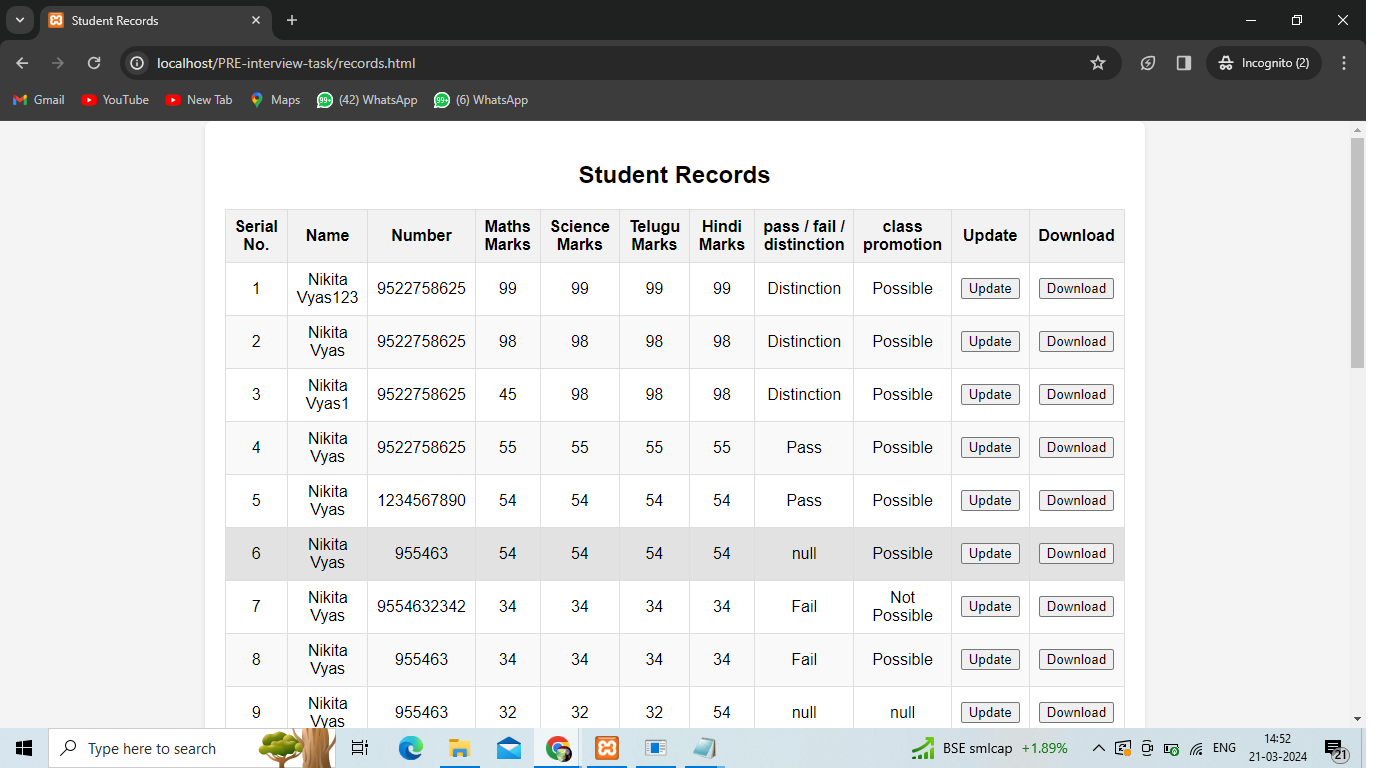 Student Records
localhost/PRE-interview-task/records.html
Incognito (2)
Gmail YouTube New Tab Maps 99+ (42) WhatsApp 99+ (6) WhatsApp
Student Records
Serial No. Name Number Maths Marks Science Marks Telugu Marks Hindi Marks pass / fail / distinction class promotion Update Download
1 Nikita Vyas123 9522758625 99 99 99 99 Distinction Possible Update Download
2 Nikita Vyas 9522758625 98 98 98 98 Distinction Possible Update Download
3 Nikita Vyas1 9522758625 45 98 98 98 Distinction Possible Update Download
4 Nikita Vyas 9522758625 55 55 55 55 Pass Possible Update Download
5 Nikita Vyas 1234567890 54 54 54 54 Pass Possible Update Download
6 Nikita Vyas 955463 54 54 54 54 null Possible Update Download
7 Nikita Vyas 9554632342 34 34 34 34 Fail Not Possible Update Download
8 Nikita Vyas 955463 34 34 34 34 Fail Possible Update Download
9 Nikita Vyas 955463 32 32 32 54 null null Update Download
Type here to search
BSE smlcap +1.89%
ENG
14:52
21-03-2024
21